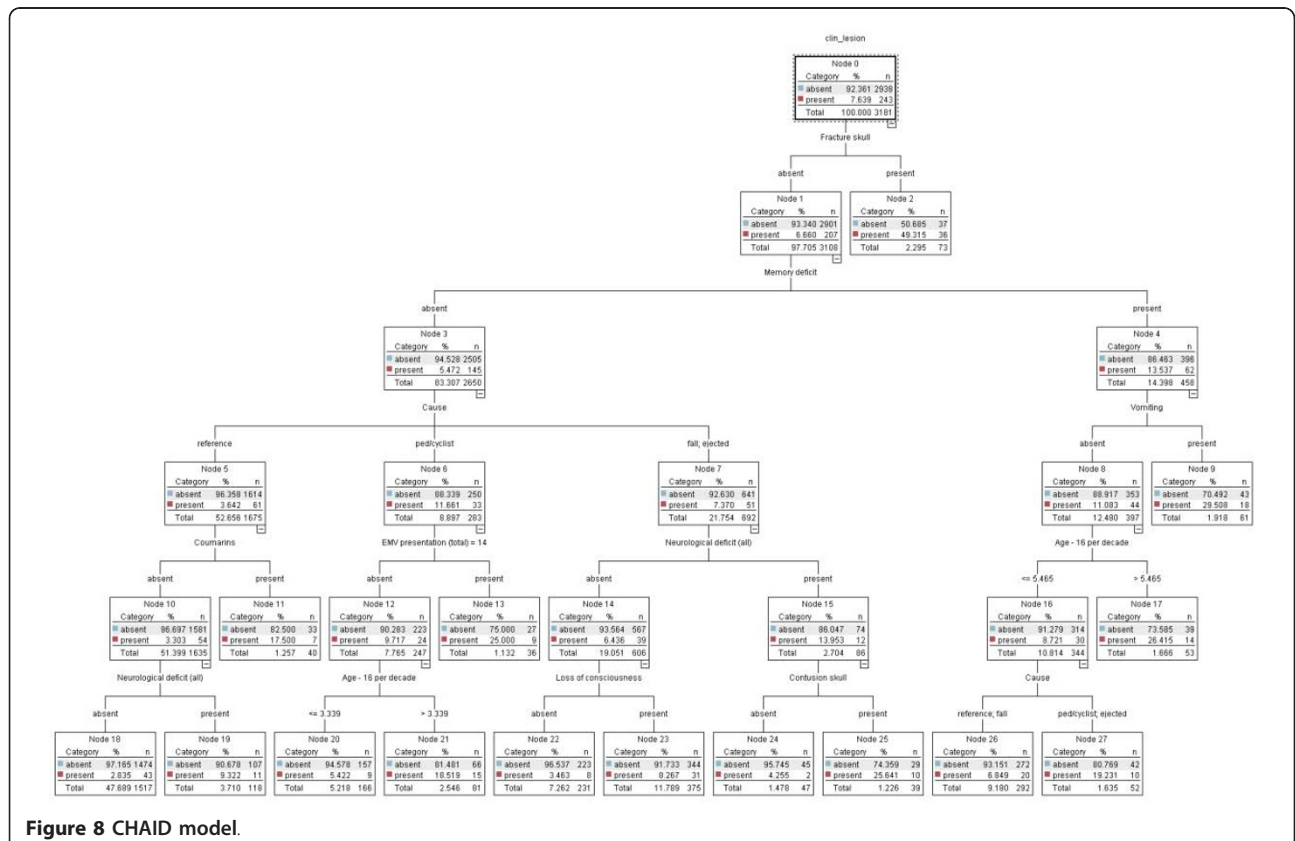 clin_lesion
Node 0
Category % n
absent 92.361 2938
present 7.639 243
Total 100.000 3181
Fracture skull
absent present
Node 1
Category % n
absent 93.340 2901
present 6.660 207
Total 97.705 3108
Node 2
Category % n
absent 50.685 37
present 49.315 36
Total 2.295 73
Memory deficit
absent present
Node 3
Category % n
absent 94.528 2505
present 5.472 145
Total 83.307 2650
Node 4
Category % n
absent 86.463 396
present 13.537 62
Total 14.398 458
Cause
Vomiting
reference ped/cyclist fall; ejected
absent present
Node 5
Category % n
absent 96.358 1614
present 3.642 61
Total 52.656 1675
Node 6
Category % n
absent 88.339 250
present 11.661 33
Total 8.897 283
Node 7
Category % n
absent 92.630 641
present 7.370 51
Total 21.754 692
Node 8
Category % n
absent 88.917 353
present 11.083 44
Total 12.480 397
Node 9
Category % n
absent 70.492 43
present 29.508 18
Total 1.918 61
Coumarins
EMV presentation (total) = 14
Neurological deficit (all)
Age - 16 per decade
absent present
absent present
absent present
<= 5.465 > 5.465
Node 10
Category % n
absent 96.697 1581
present 3.303 54
Total 51.399 1635
Node 11
Category % n
absent 82.500 33
present 17.500 7
Total 1.257 40
Node 12
Category % n
absent 90.283 223
present 9.717 24
Total 7.765 247
Node 13
Category % n
absent 75.000 27
present 25.000 9
Total 1.132 36
Node 14
Category % n
absent 93.564 567
present 6.436 39
Total 19.051 606
Node 15
Category % n
absent 86.047 74
present 13.953 12
Total 2.704 86
Node 16
Category % n
absent 91.279 314
present 8.721 30
Total 10.814 344
Node 17
Category % n
absent 73.585 39
present 26.415 14
Total 1.666 53
Neurological deficit (all)
Age - 16 per decade
Loss of consciousness
Contusion skull
Cause
absent present
<= 3.339 > 3.339
absent present
absent present
reference; fall ped/cyclist; ejected
Node 18
Category % n
absent 97.165 1474
present 2.835 43
Total 47.689 1517
Node 19
Category % n
absent 90.678 107
present 9.322 11
Total 3.710 118
Node 20
Category % n
absent 94.578 157
present 5.422 9
Total 5.218 166
Node 21
Category % n
absent 81.481 66
present 18.519 15
Total 2.546 81
Node 22
Category % n
absent 96.537 223
present 3.463 8
Total 7.262 231
Node 23
Category % n
absent 91.733 344
present 8.267 31
Total 11.789 375
Node 24
Category % n
absent 95.745 45
present 4.255 2
Total 1.478 47
Node 25
Category % n
absent 74.359 29
present 25.641 10
Total 1.226 39
Node 26
Category % n
absent 93.151 272
present 6.849 20
Total 9.180 292
Node 27
Category % n
absent 80.769 42
present 19.231 10
Total 1.635 52
Figure 8 CHAID model.